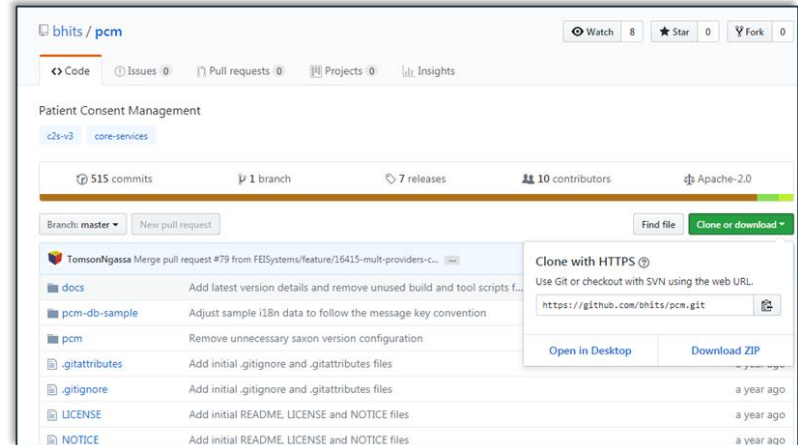 bhits / pcm
Watch 8 Star 0 Fork 0
Code Issues 0 Pull requests 0 Projects 0 Insights
Patient Consent Management
c2s-v3 core-services
515 commits 1 branch 7 releases 10 contributors Apache-2.0
Branch: master New pull request Find file Clone or download
TomsonNgassa Merge pull request #79 from FEISystems/feature/16415-mult-providers-c... ...
Clone with HTTPS
Use Git or checkout with SVN using the web URL.
https://github.com/bhits/pcm.git
Open in Desktop Download ZIP
docs Add latest version details and remove unused build and tool scripts f...
pcm-db-sample Adjust sample i18n data to follow the message key convention
pcm Remove unnecessary saxon version configuration
.gitattributes Add initial .gitignore and .gitattributes files a year ago
.gitignore Add initial .gitignore and .gitattributes files a year ago
LICENSE Add initial README, LICENSE and NOTICE files a year ago
NOTICE Add initial README, LICENSE and NOTICE files a year ago